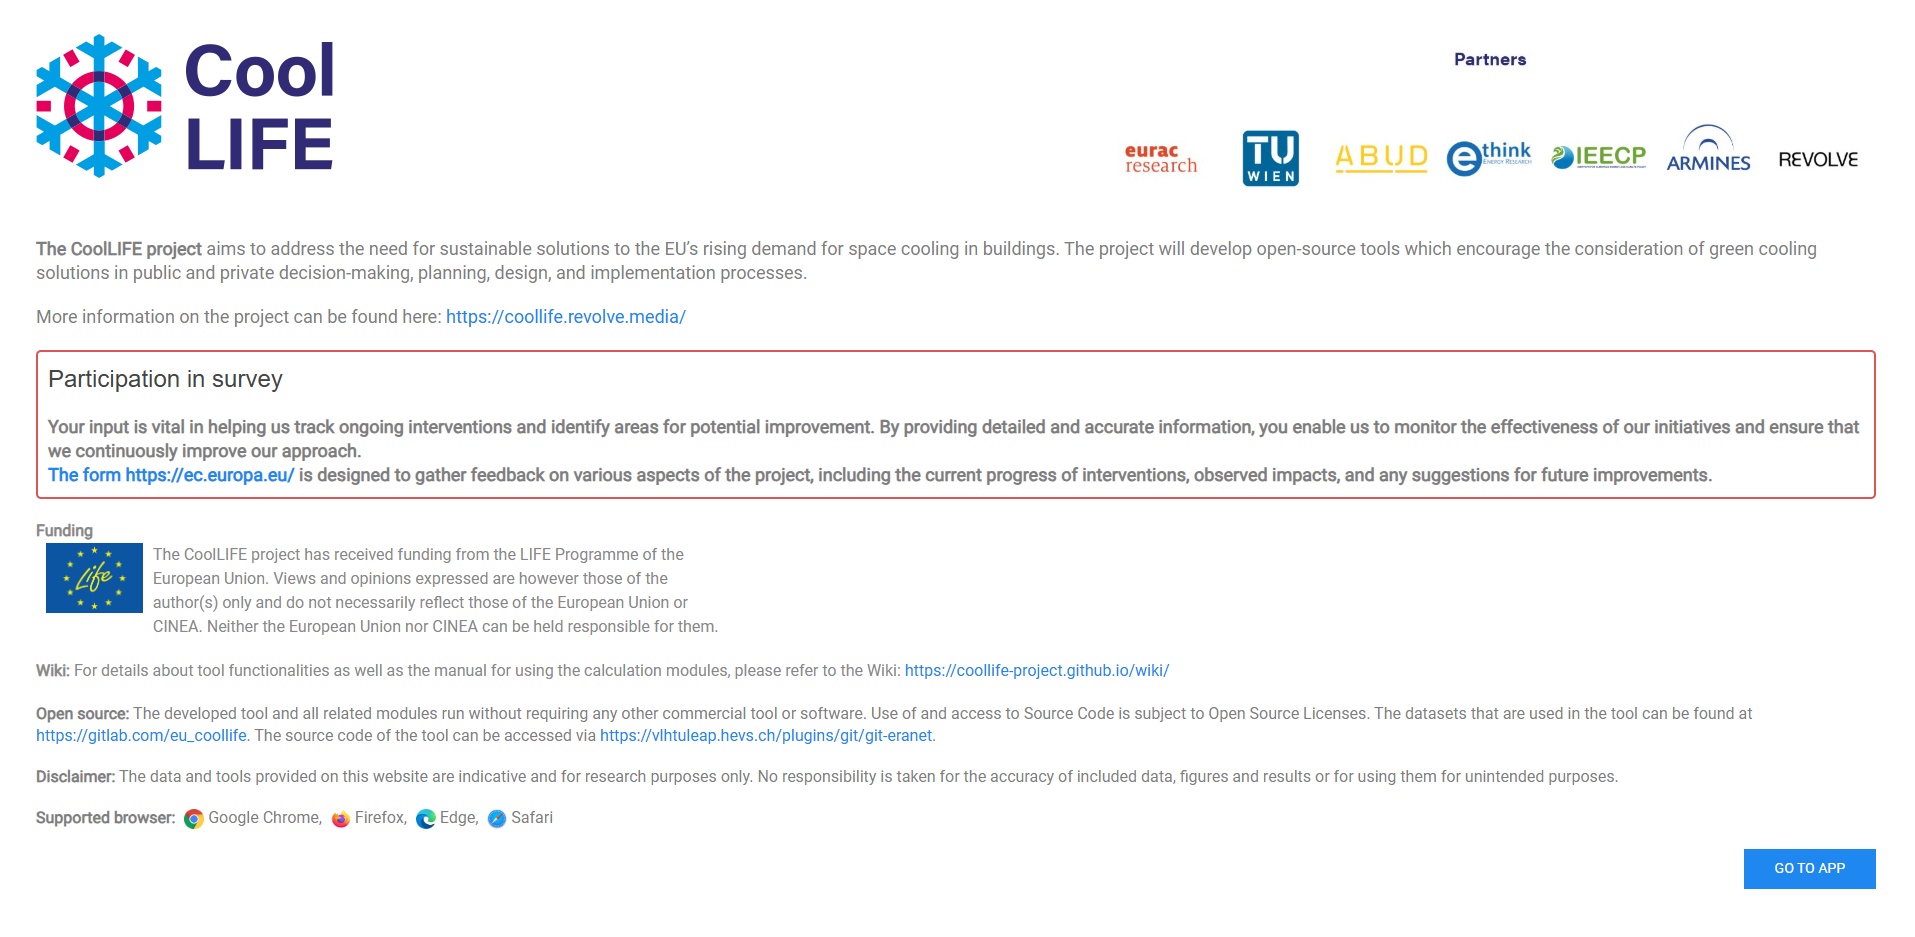 Cool
LIFE
Partners
eurac
research
TU
WIEN
ABUD
ethink
ENERGY RESEARCH
IEECP
ARMINES
REVOLVE
The CoolLIFE project aims to address the need for sustainable solutions to the EU’s rising demand for space cooling in buildings. The project will develop open-source tools which encourage the consideration of green cooling
solutions in public and private decision-making, planning, design, and implementation processes.
More information on the project can be found here: https://coollife.revolve.media/
Participation in survey
Your input is vital in helping us track ongoing interventions and identify areas for potential improvement. By providing detailed and accurate information, you enable us to monitor the effectiveness of our initiatives and ensure that
we continuously improve our approach.
The form https://ec.europa.eu/ is designed to gather feedback on various aspects of the project, including the current progress of interventions, observed impacts, and any suggestions for future improvements.
Funding
Life
The CoolLIFE project has received funding from the LIFE Programme of the
European Union. Views and opinions expressed are however those of the
author(s) only and do not necessarily reflect those of the European Union or
CINEA. Neither the European Union nor CINEA can be held responsible for them.
Wiki: For details about tool functionalities as well as the manual for using the calculation modules, please refer to the Wiki: https://coollife-project.github.io/wiki/
Open source: The developed tool and all related modules run without requiring any other commercial tool or software. Use of and access to Source Code is subject to Open Source Licenses. The datasets that are used in the tool can be found at
https://gitlab.com/eu_coollife. The source code of the tool can be accessed via https://vlhtuleap.hevs.ch/plugins/git/git-eranet.
Disclaimer: The data and tools provided on this website are indicative and for research purposes only. No responsibility is taken for the accuracy of included data, figures and results or for using them for unintended purposes.
Supported browser: Google Chrome, Firefox, Edge, Safari
GO TO APP